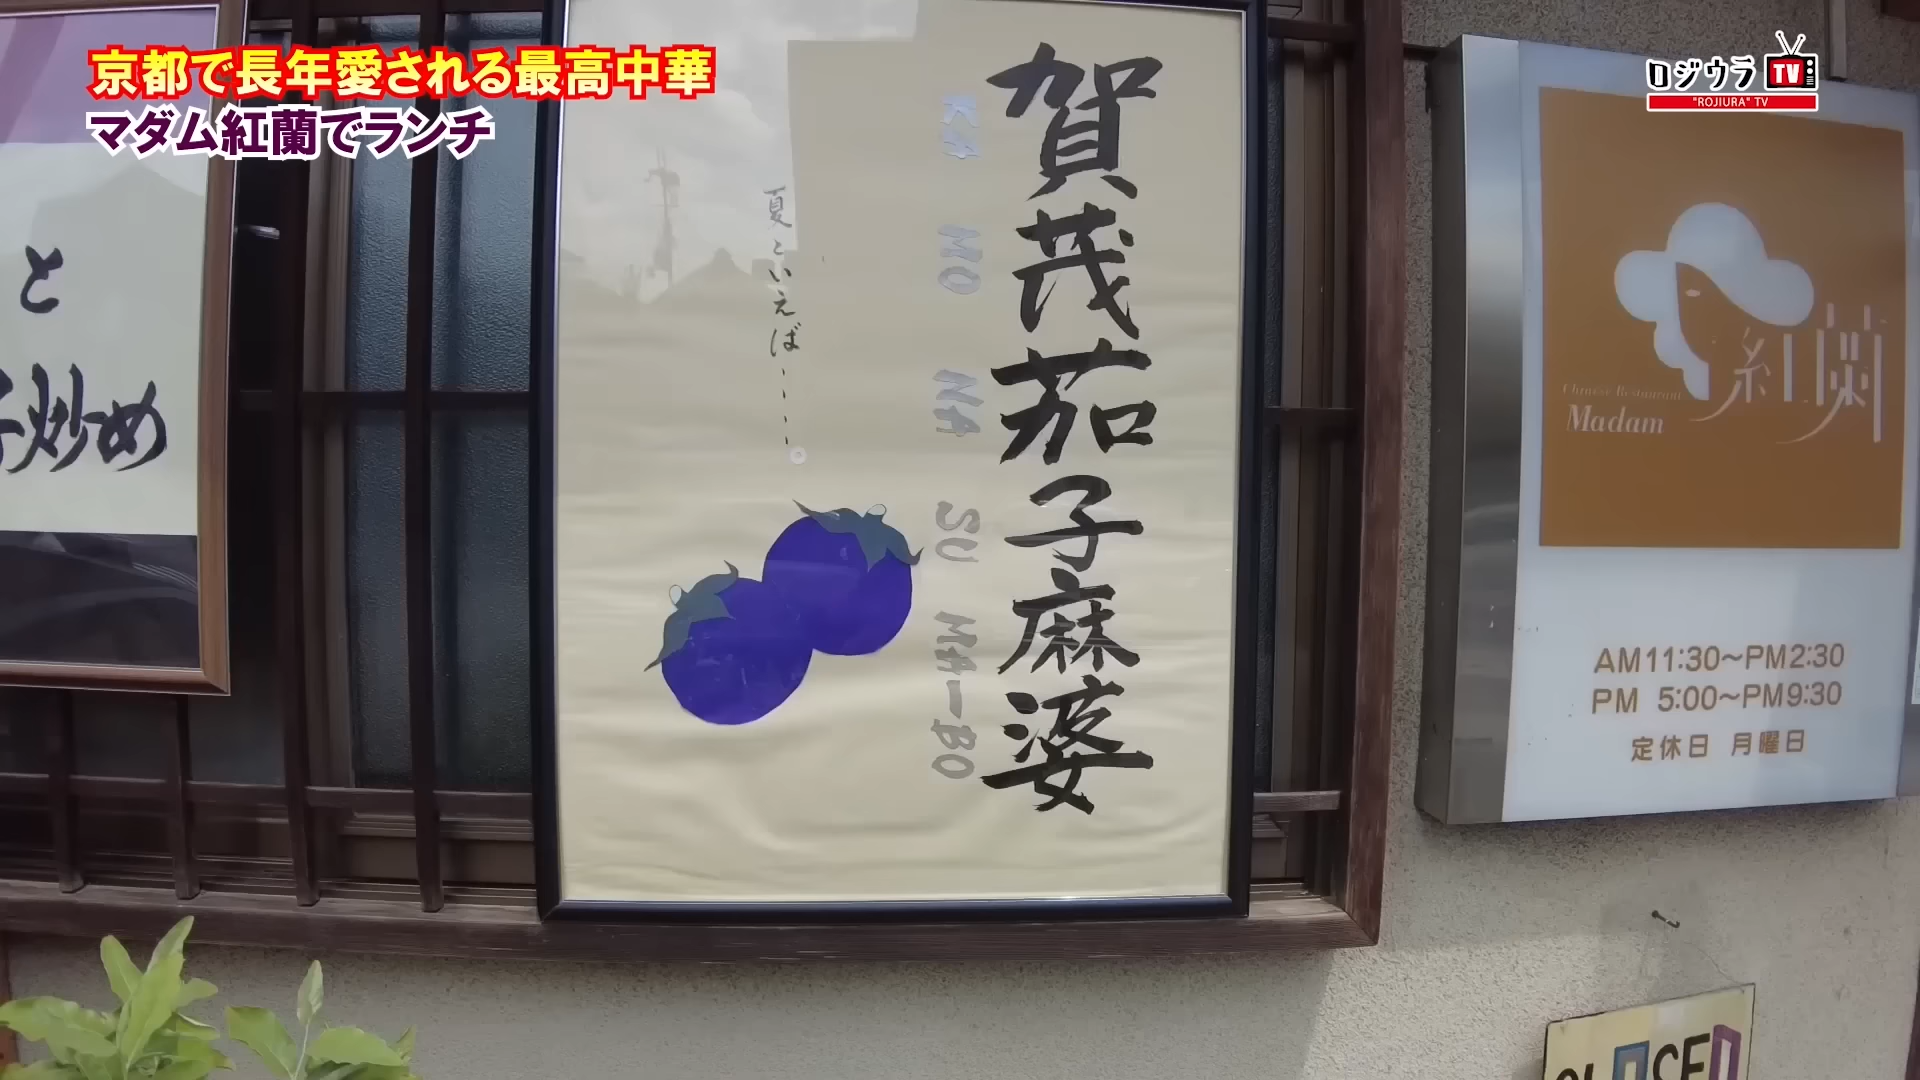 京都で長年愛される最高中華
マダム紅蘭でランチ
ロジウラ TV
"ROJIURA" TV
賀茂茄子麻婆
KA MO NA SU MA-BO
夏といえば・・・・。
と
子炒め
紅蘭
Chinese Restaurant
Madam
AM11:30~PM2:30
PM 5:00~PM9:30
定休日 月曜日
CLOSED